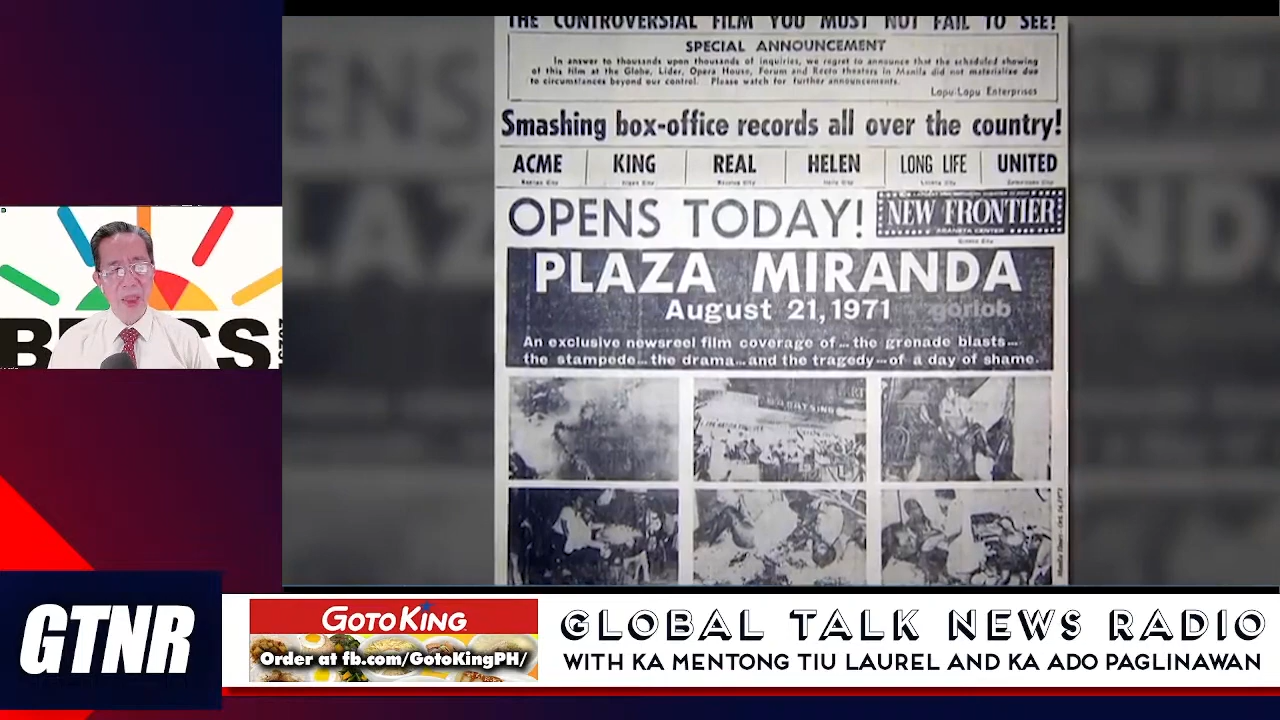 THE CONTROVERSIAL FILM YOU MUST NOT FAIL TO SEE!
SPECIAL ANNOUNCEMENT
In answer to thousands upon thousands of inquiries, we regret to announce that the scheduled showing
of this film at the Globe, Lider, Opera House, Forum and Recto theaters in Manila did not materialize due
to circumstances beyond our control. Please watch for further announcements.
Lapu-Lapu Enterprises
Smashing box-office records all over the country!
ACME KING REAL HELEN LONG LIFE UNITED
OPENS TODAY! NEW FRONTIER
ARANETA CENTER
PLAZA MIRANDA
August 21, 1971
gorlob
An exclusive newsreel film coverage of... the grenade blasts...
the stampede... the drama... and the tragedy... of a day of shame.
GTNR
GOTO KING
Order at fb.com/GotoKingPH/
GLOBAL TALK NEWS RADIO
WITH KA MENTONG TIU LAUREL AND KA ADO PAGLINAWAN